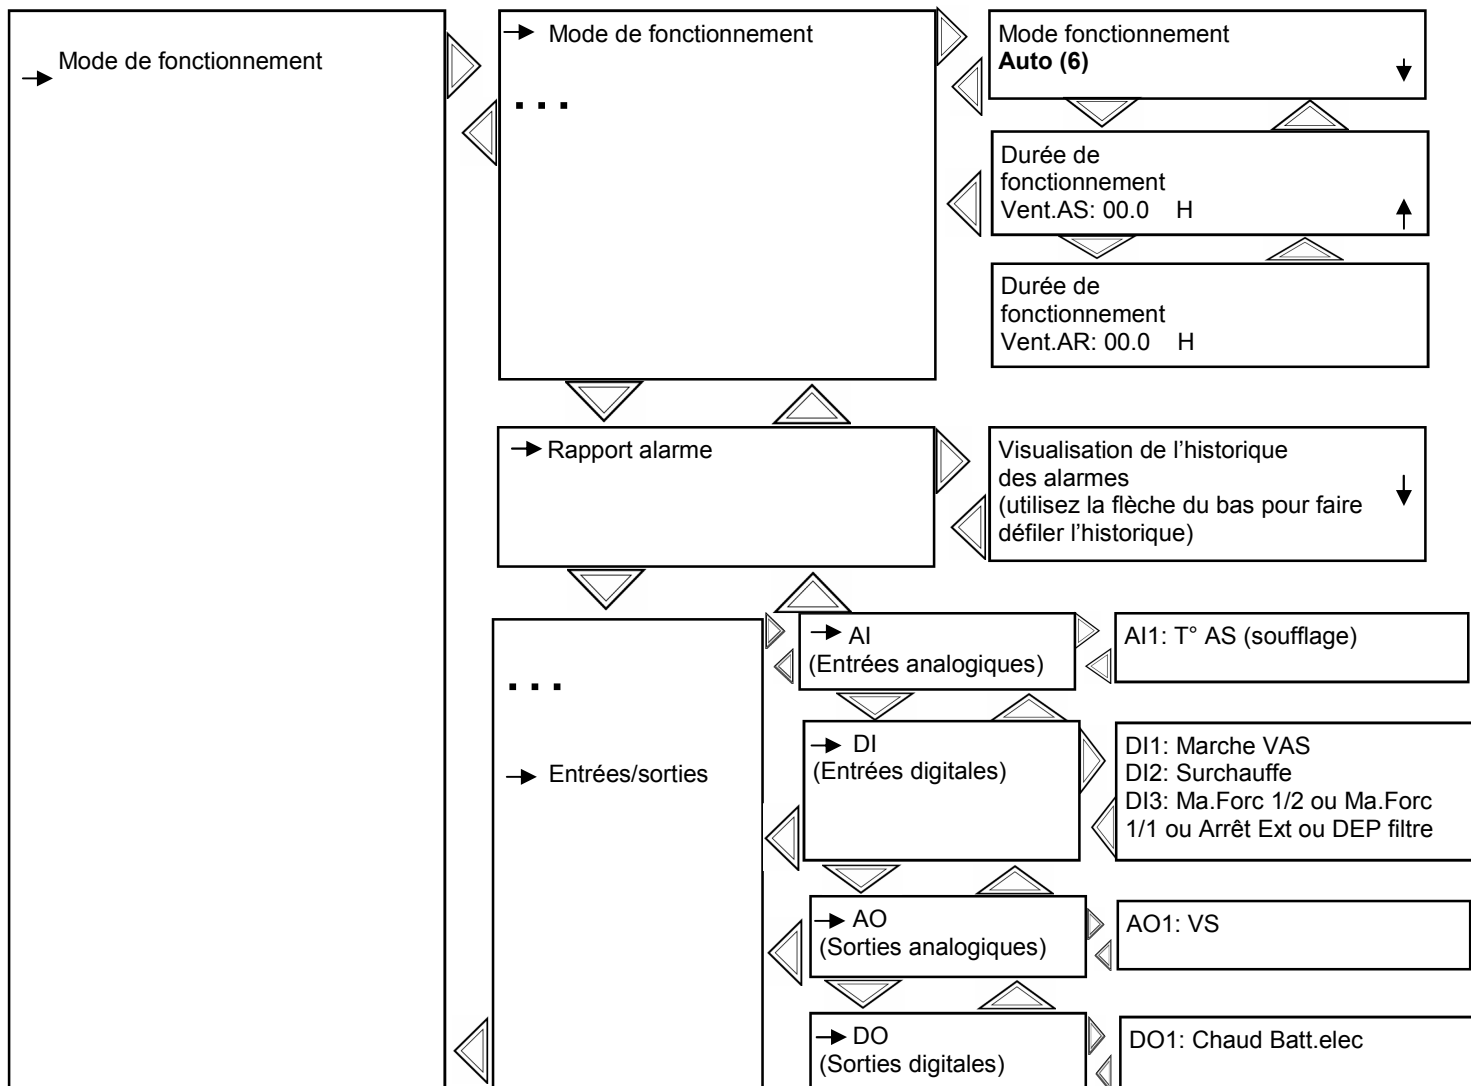 Mode de fonctionnement
Mode de fonctionnement
...
Mode fonctionnement
Auto (6)
Durée de
fonctionnement
Vent.AS: 00.0 H
Durée de
fonctionnement
Vent.AR: 00.0 H
Rapport alarme
Visualisation de l’historique
des alarmes
(utilisez la flèche du bas pour faire
défiler l’historique)
...
Entrées/sorties
AI
(Entrées analogiques)
AI1: T° AS (soufflage)
DI
(Entrées digitales)
DI1: Marche VAS
DI2: Surchauffe
DI3: Ma.Forc 1/2 ou Ma.Forc
1/1 ou Arrêt Ext ou DEP filtre
AO
(Sorties analogiques)
AO1: VS
DO
(Sorties digitales)
DO1: Chaud Batt.elec